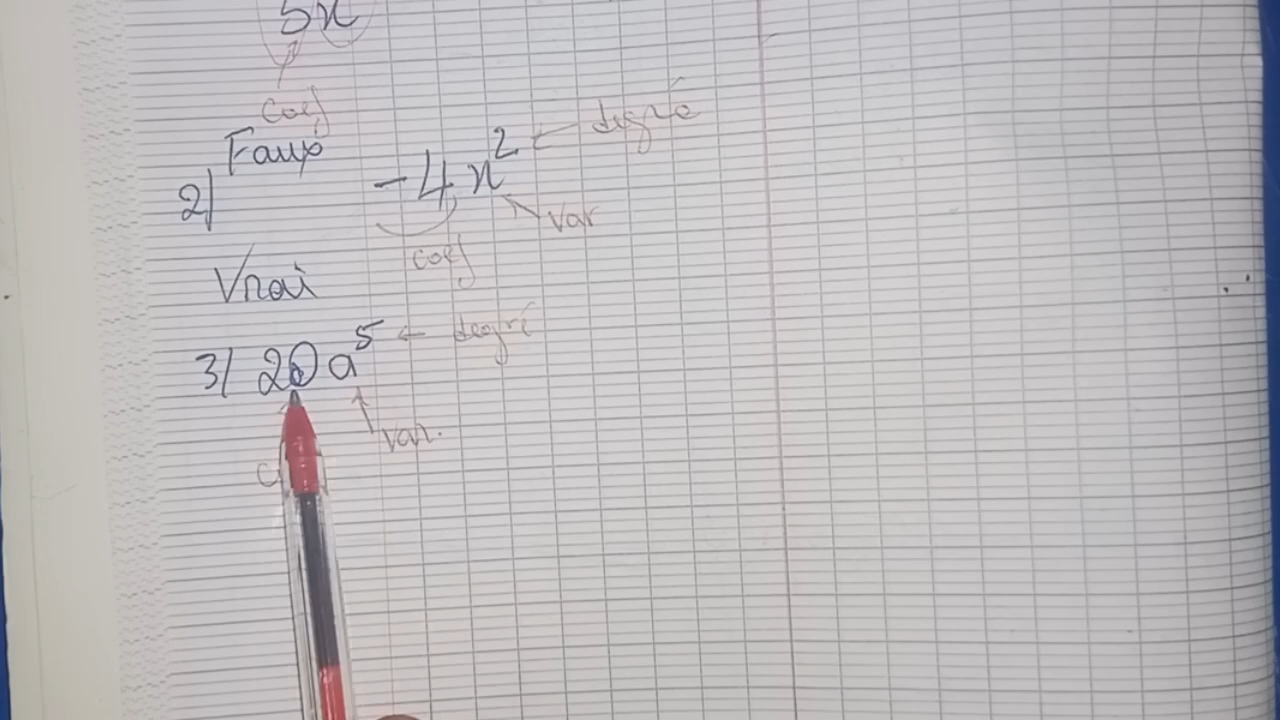 5x
coef
Faux
2) -4x² ← degré
var
coef
Vrai
3) 20a⁵ ← degré
var.